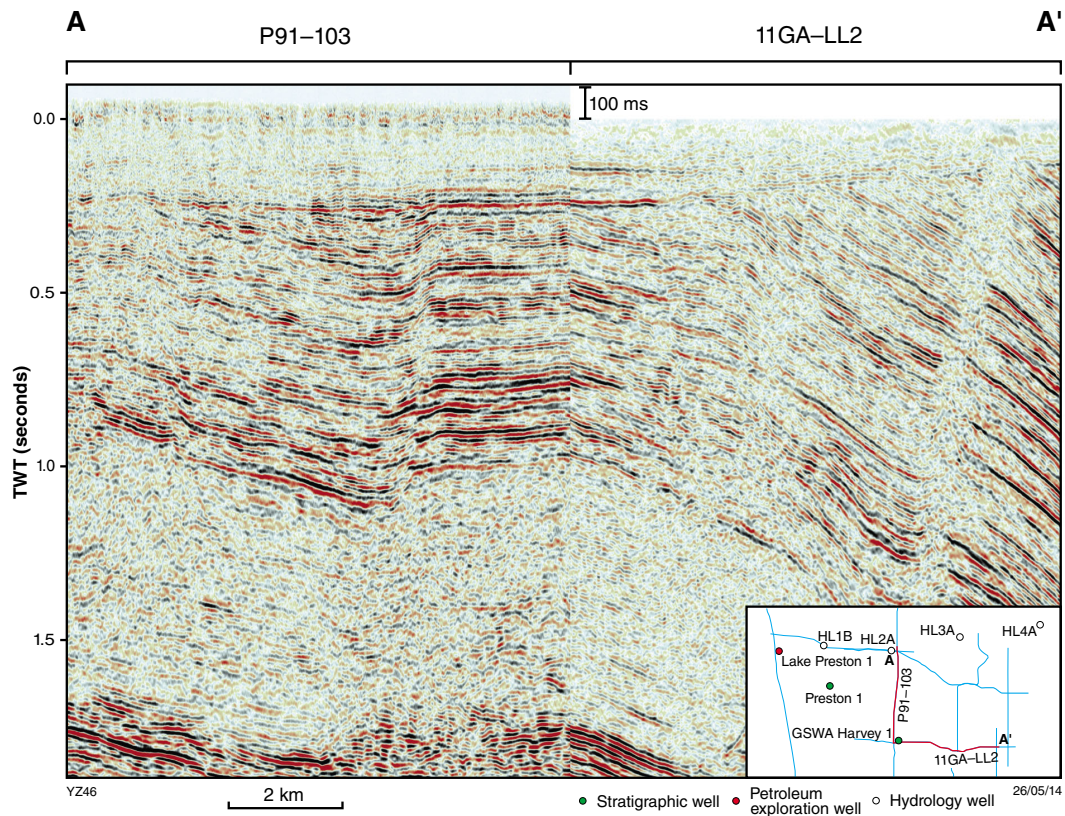 A
P91–103
11GA–LL2
A'
100 ms
0.0
0.5
1.0
1.5
TWT (seconds)
HL1B
HL2A
HL3A
HL4A
Lake Preston 1
A
Preston 1
P91–103
GSWA Harvey 1
A'
11GA–LL2
YZ46
2 km
Stratigraphic well
Petroleum
exploration well
Hydrology well
26/05/14